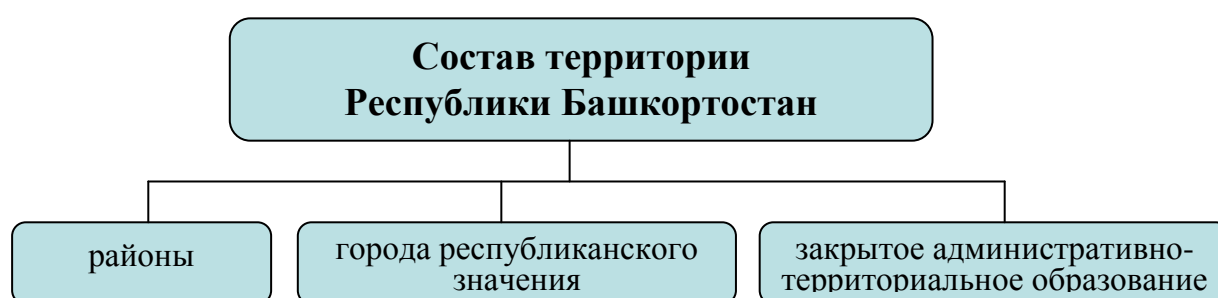 Состав территории
Республики Башкортостан
районы
города республиканского
значения
закрытое административно-
территориальное образование